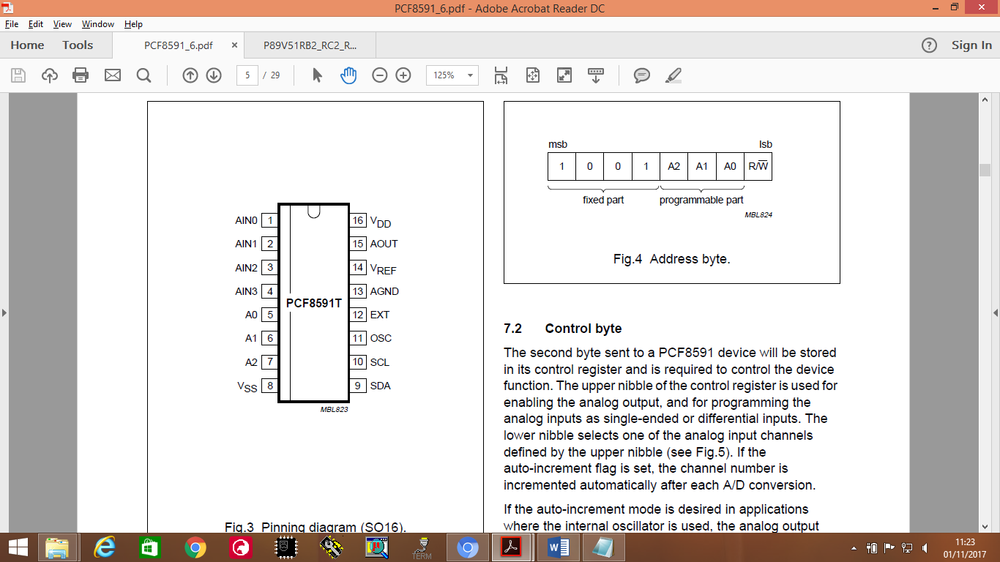 PCF8591_6.pdf - Adobe Acrobat Reader DC
File Edit View Window Help
Home Tools PCF8591_6.pdf × P89V51RB2_RC2_R... ? Sign In
5 / 29 125%
AIN0 1 16 VDD
AIN1 2 15 AOUT
AIN2 3 14 VREF
AIN3 4 13 AGND
PCF8591T
A0 5 12 EXT
A1 6 11 OSC
A2 7 10 SCL
VSS 8 9 SDA
MBL823
Fig.3 Pinning diagram (SO16).
msb lsb
1 0 0 1 A2 A1 A0 R/W̅
fixed part programmable part
MBL824
Fig.4 Address byte.
7.2 Control byte
The second byte sent to a PCF8591 device will be stored
in its control register and is required to control the device
function. The upper nibble of the control register is used for
enabling the analog output, and for programming the
analog inputs as single-ended or differential inputs. The
lower nibble selects one of the analog input channels
defined by the upper nibble (see Fig.5). If the
auto-increment flag is set, the channel number is
incremented automatically after each A/D conversion.
If the auto-increment mode is desired in applications
where the internal oscillator is used, the analog output
TERM
11:23
01/11/2017